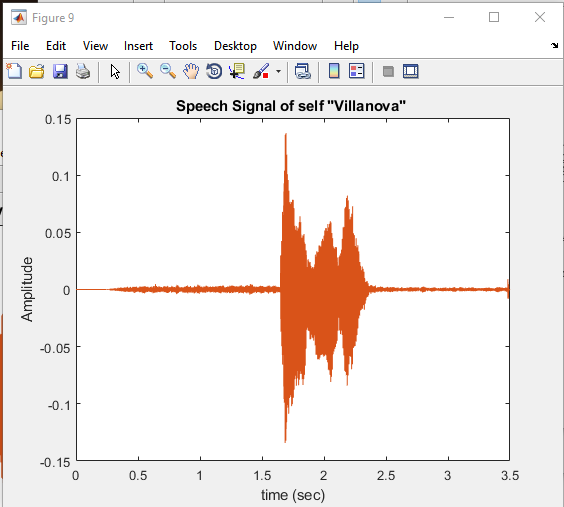 Figure 9
File Edit View Insert Tools Desktop Window Help
Speech Signal of self "Villanova"
0.15
0.1
0.05
0
-0.05
-0.1
-0.15
Amplitude
0 0.5 1 1.5 2 2.5 3 3.5
time (sec)